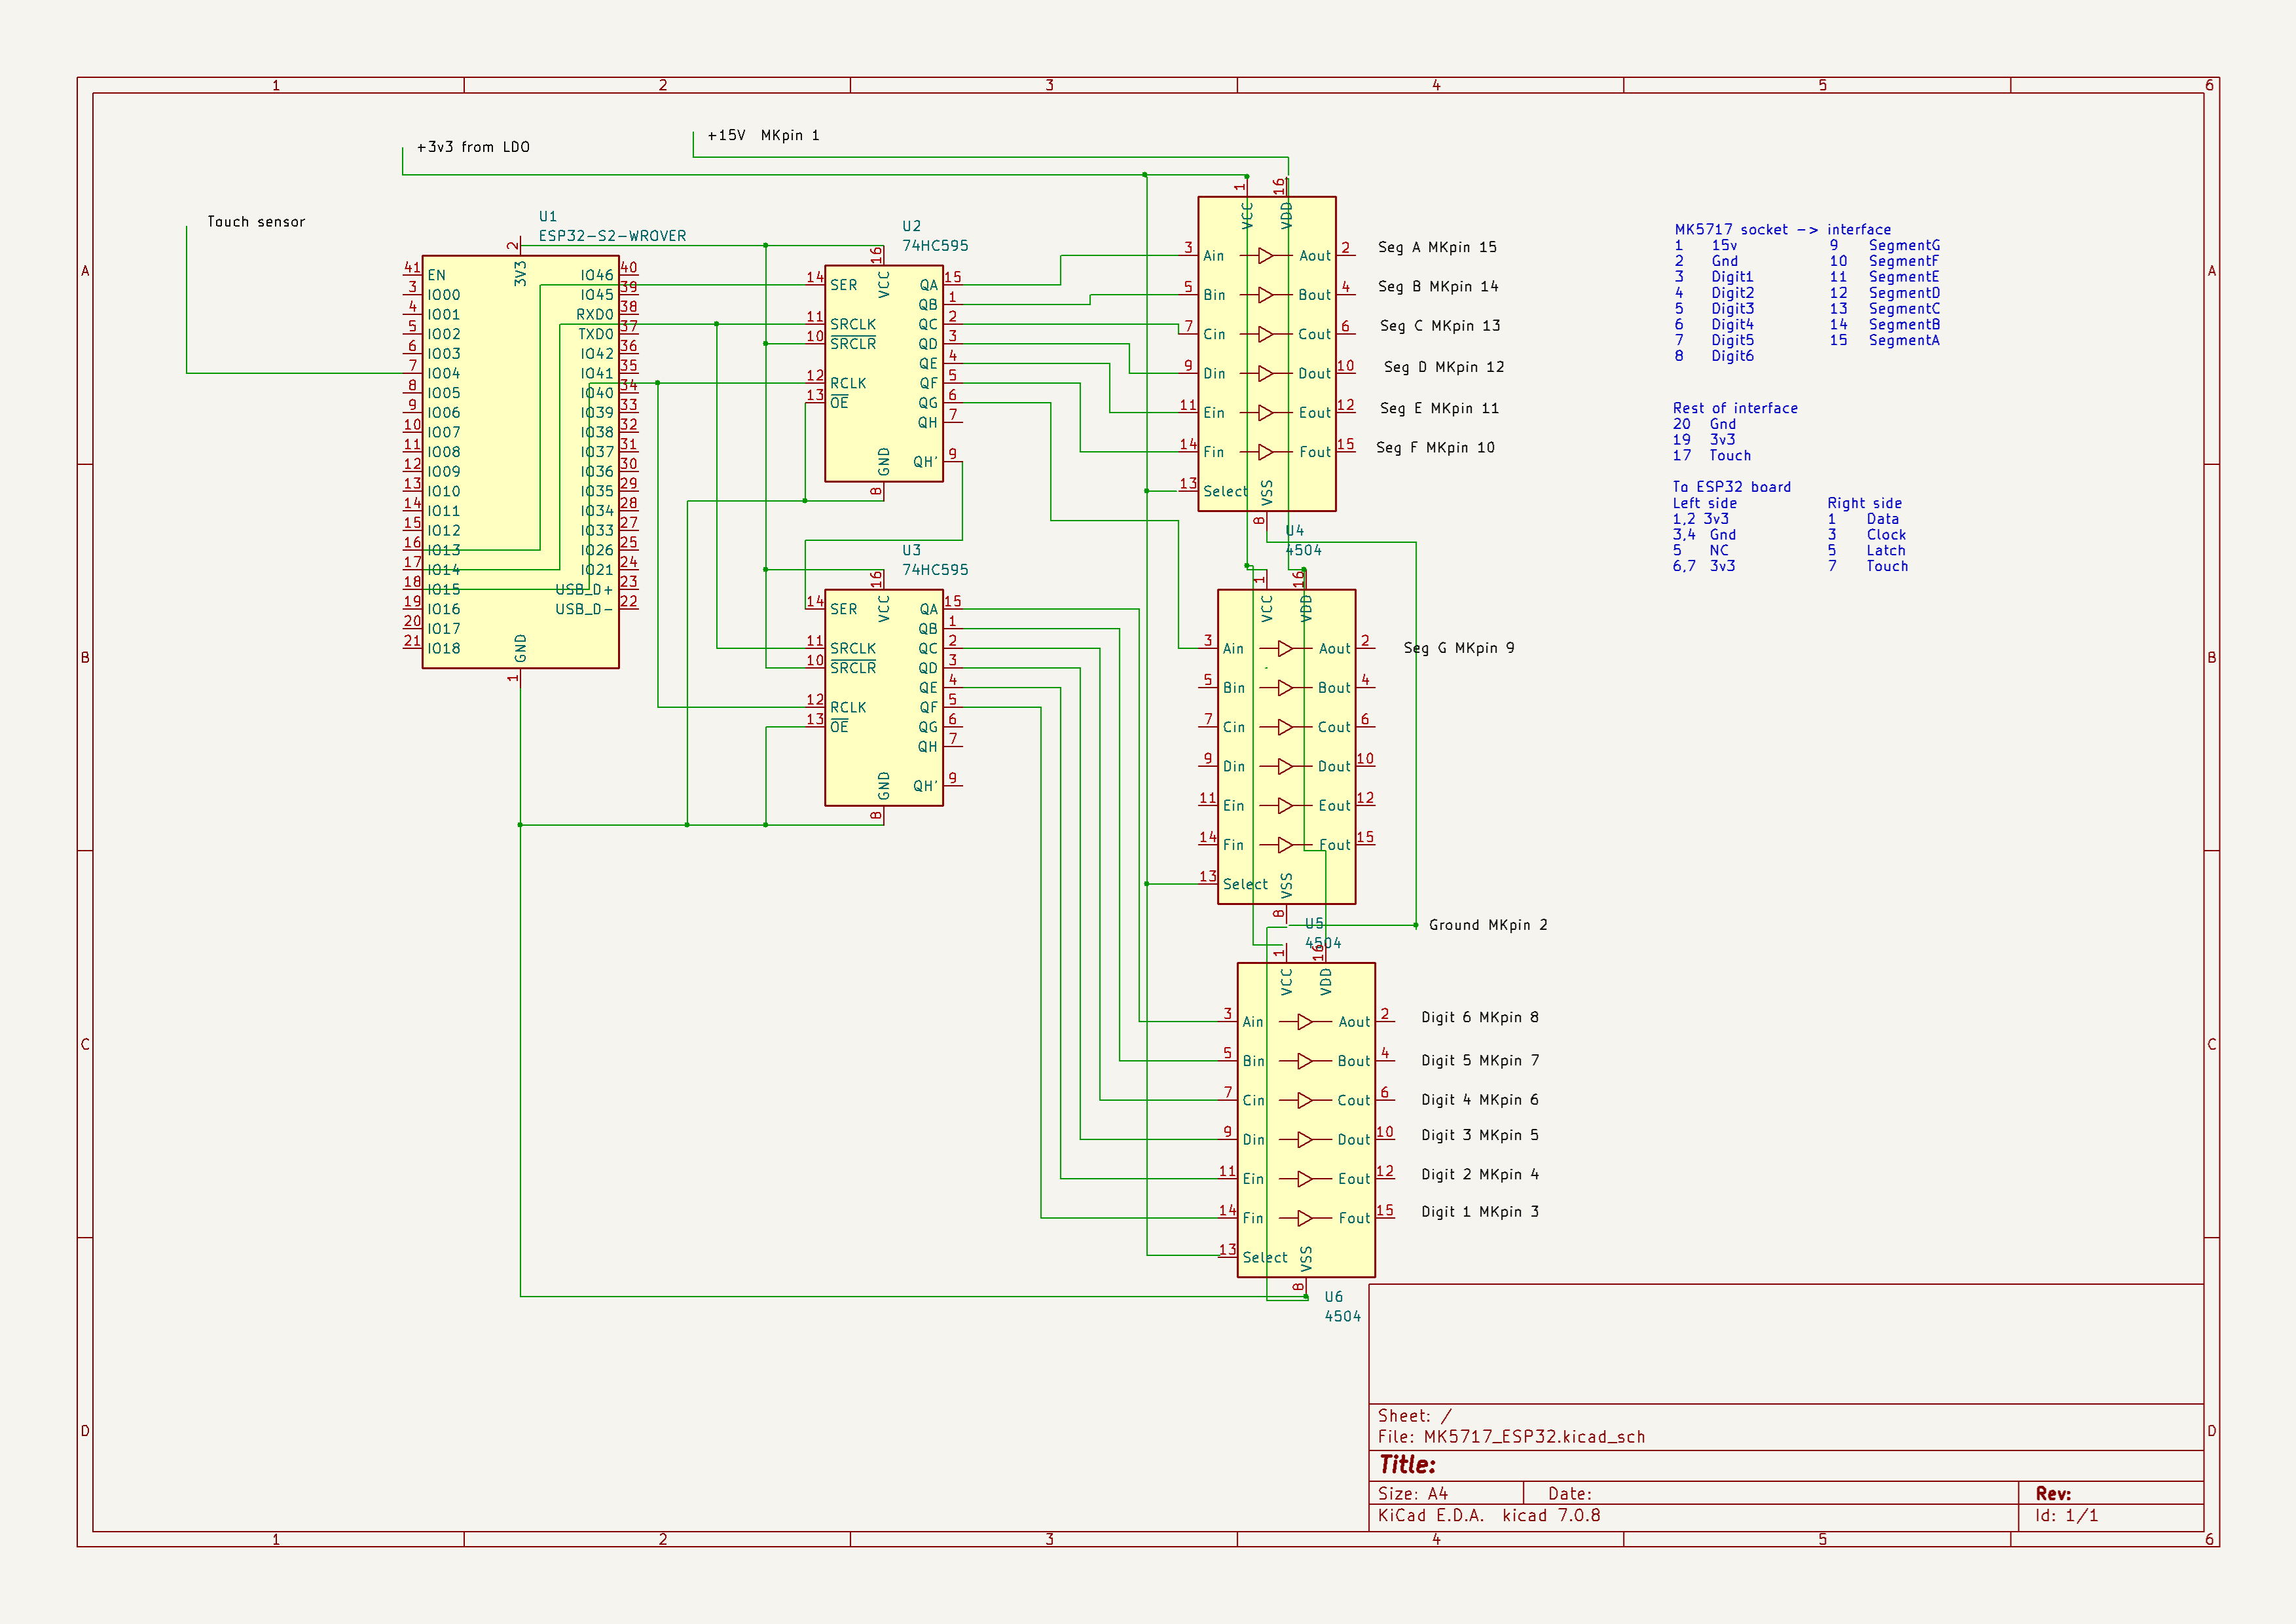 1 2 3 4 5 6
A B C D
+3v3 from LDO
+15V MKpin 1
Touch sensor
U1
ESP32-S2-WROVER
2
3V3
41 EN
3 IO00
4 IO01
5 IO02
6 IO03
7 IO04
8 IO05
9 IO06
10 IO07
11 IO08
12 IO09
13 IO10
14 IO11
15 IO12
16 IO13
17 IO14
18 IO15
19 IO16
20 IO17
21 IO18
IO46 40
IO45 39
RXD0 38
TXD0 37
IO42 36
IO41 35
IO40 34
IO39 33
IO38 32
IO37 31
IO36 30
IO35 29
IO34 28
IO33 27
IO26 25
IO21 24
USB_D+ 23
USB_D- 22
GND
1
U2
74HC595
16
VCC
14 SER
11 SRCLK
10 SRCLR
12 RCLK
13 OE
QA 15
QB 1
QC 2
QD 3
QE 4
QF 5
QG 6
QH 7
QH' 9
GND
8
U3
74HC595
16
VCC
14 SER
11 SRCLK
10 SRCLR
12 RCLK
13 OE
QA 15
QB 1
QC 2
QD 3
QE 4
QF 5
QG 6
QH 7
QH' 9
GND
8
1 16
VCC VDD
3 Ain Aout 2
5 Bin Bout 4
7 Cin Cout 6
9 Din Dout 10
11 Ein Eout 12
14 Fin Fout 15
13 Select
VSS
8
U4
4504
Seg A MKpin 15
Seg B MKpin 14
Seg C MKpin 13
Seg D MKpin 12
Seg E MKpin 11
Seg F MKpin 10
1 16
VCC VDD
3 Ain Aout 2
5 Bin Bout 4
7 Cin Cout 6
9 Din Dout 10
11 Ein Eout 12
14 Fin Fout 15
13 Select
VSS
8
U5
4504
Seg G MKpin 9
Ground MKpin 2
1 16
VCC VDD
3 Ain Aout 2
5 Bin Bout 4
7 Cin Cout 6
9 Din Dout 10
11 Ein Eout 12
14 Fin Fout 15
13 Select
VSS
8
U6
4504
Digit 6 MKpin 8
Digit 5 MKpin 7
Digit 4 MKpin 6
Digit 3 MKpin 5
Digit 2 MKpin 4
Digit 1 MKpin 3
MK5717 socket -> interface
1 15v 9 SegmentG
2 Gnd 10 SegmentF
3 Digit1 11 SegmentE
4 Digit2 12 SegmentD
5 Digit3 13 SegmentC
6 Digit4 14 SegmentB
7 Digit5 15 SegmentA
8 Digit6
Rest of interface
20 Gnd
19 3v3
17 Touch
To ESP32 board
Left side Right side
1,2 3v3 1 Data
3,4 Gnd 3 Clock
5 NC 5 Latch
6,7 3v3 7 Touch
Sheet: /
File: MK5717_ESP32.kicad_sch
Title:
Size: A4 Date: Rev:
KiCad E.D.A. kicad 7.0.8 Id: 1/1
A B C D
1 2 3 4 5 6